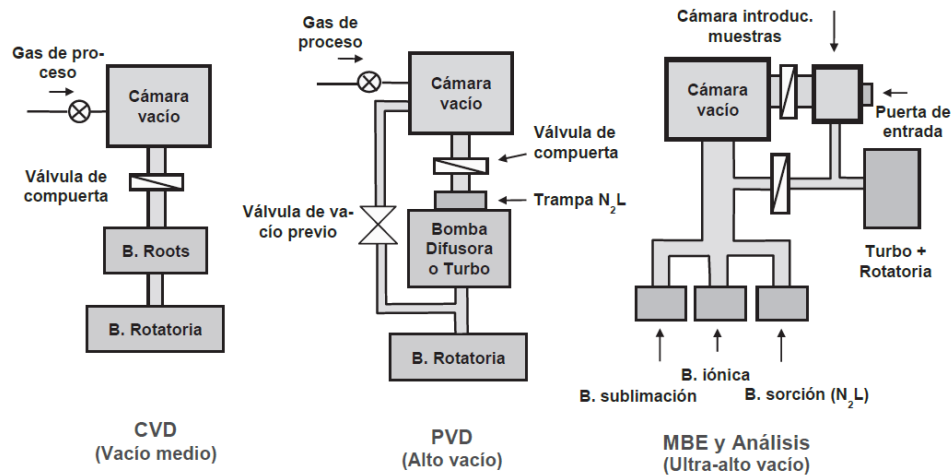 Gas de pro-
ceso
Cámara
vacío
Válvula de
compuerta
B. Roots
B. Rotatoria
CVD
(Vacío medio)
Gas de
proceso
Cámara
vacío
Válvula de
compuerta
Trampa N₂L
Válvula de va-
cío previo
Bomba
Difusora
o Turbo
B. Rotatoria
PVD
(Alto vacío)
Cámara introduc.
muestras
Cámara
vacío
Puerta de
entrada
Turbo +
Rotatoria
B. iónica
B. sublimación
B. sorción (N₂L)
MBE y Análisis
(Ultra-alto vacío)